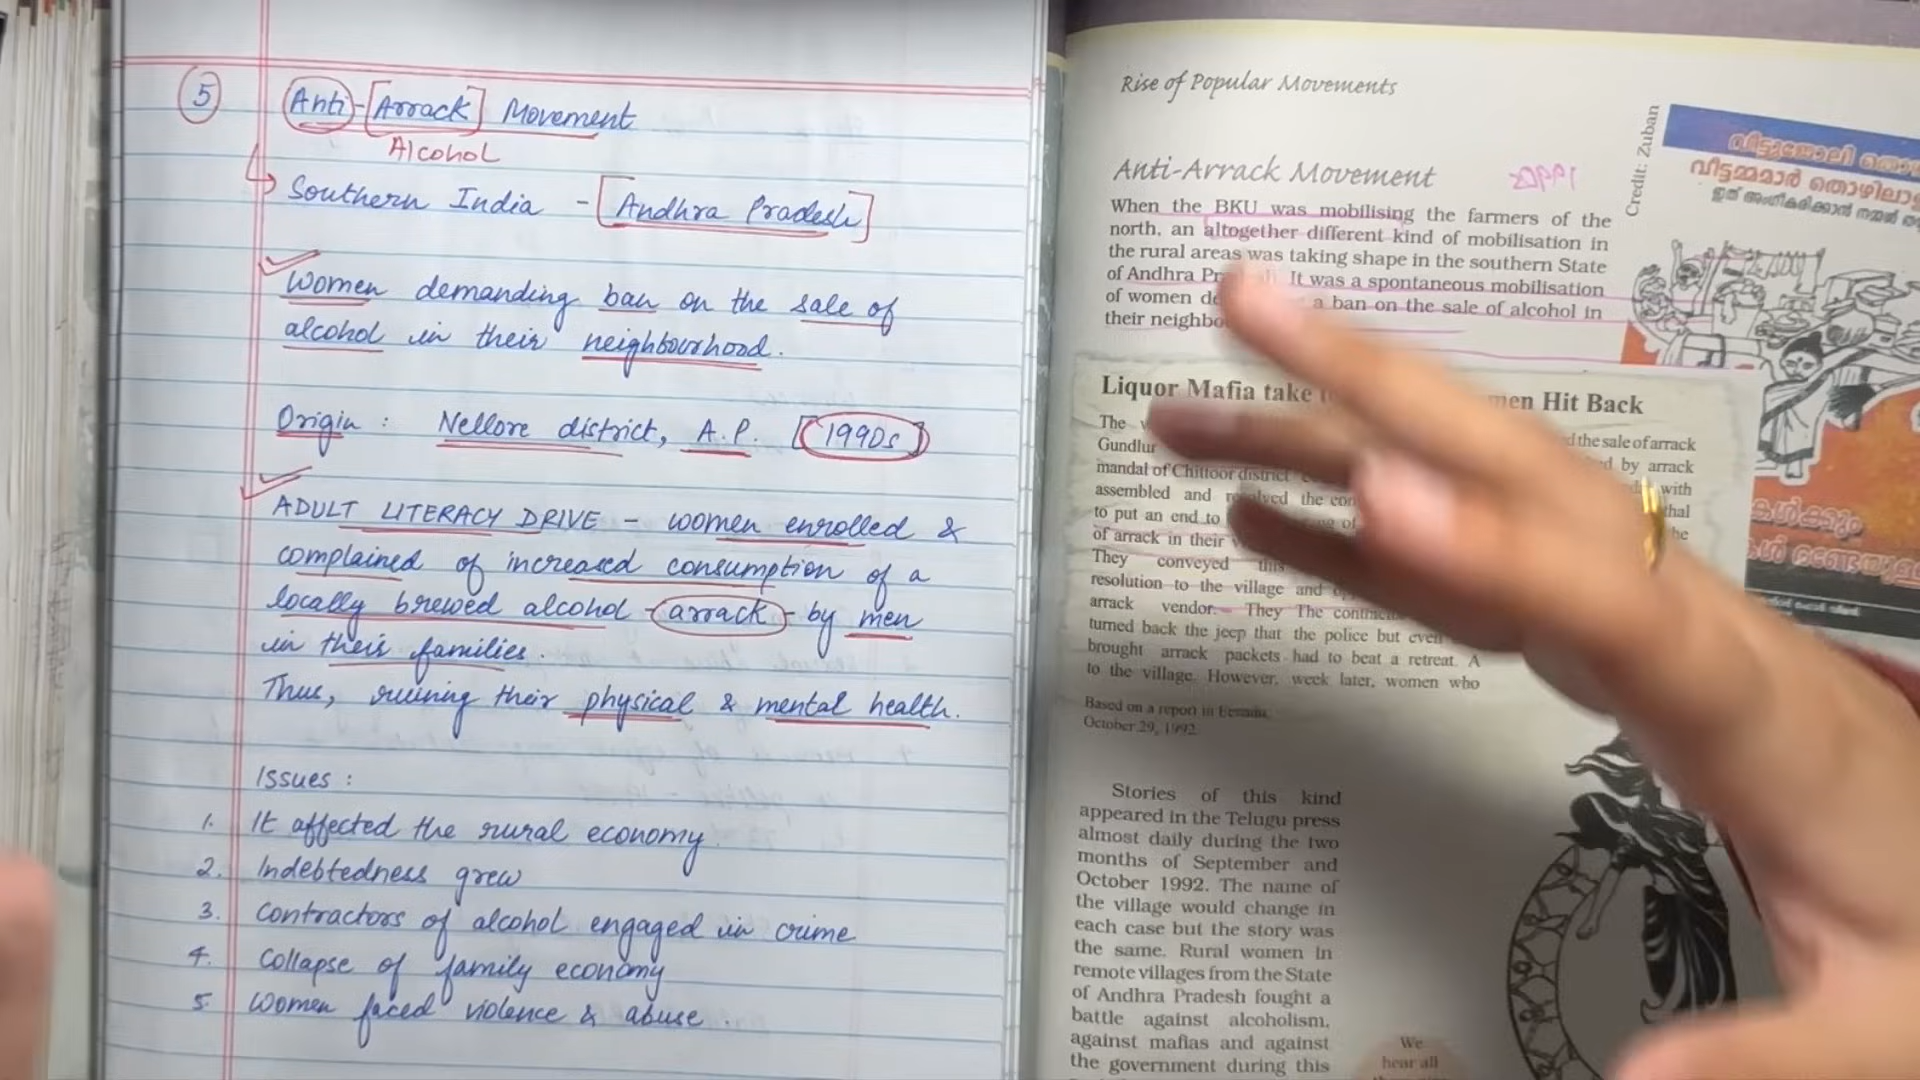 5
Anti-[Arrack] Movement
Alcohol
Southern India - [Andhra Pradesh]
Women demanding ban on the sale of
alcohol in their neighbourhood.
Origin : Nellore district, A.P. [1990s]
ADULT LITERACY DRIVE - women enrolled &
complained of increased consumption of a
locally brewed alcohol - arrack - by men
in their families.
Thus, ruining their physical & mental health.
Issues :
1. It affected the rural economy.
2. Indebtedness grew
3. Contractors of alcohol engaged in crime
4. Collapse of family economy
5. Women faced violence & abuse.
Rise of Popular Movements
Anti-Arrack Movement
When the BKU was mobilising the farmers of the
north, an altogether different kind of mobilisation in
the rural areas was taking shape in the southern State
of Andhra It was a spontaneous mobilisation
of women a ban on the sale of alcohol in
their
Credit: Zuban
Liquor Mafia take Hit Back
The
Gundlur the sale of arrack
mandal of Chittoor district by arrack
assembled and resolved the with
to put an end to of
of arrack in their
They conveyed this
resolution to the village and
arrack vendor. They The
turned back the jeep that the police but even
brought arrack packets had to beat a retreat. A
to the village. However, week later, women who
Based on a report in Eenadu,
October 29, 1992.
Stories of this kind
appeared in the Telugu press
almost daily during the two
months of September and
October 1992. The name of
the village would change in
each case but the story was
the same. Rural women in
remote villages from the State
of Andhra Pradesh fought a
battle against alcoholism,
against mafias and against
the government during this
We
hear all
വീട്ടമ്മമാർ